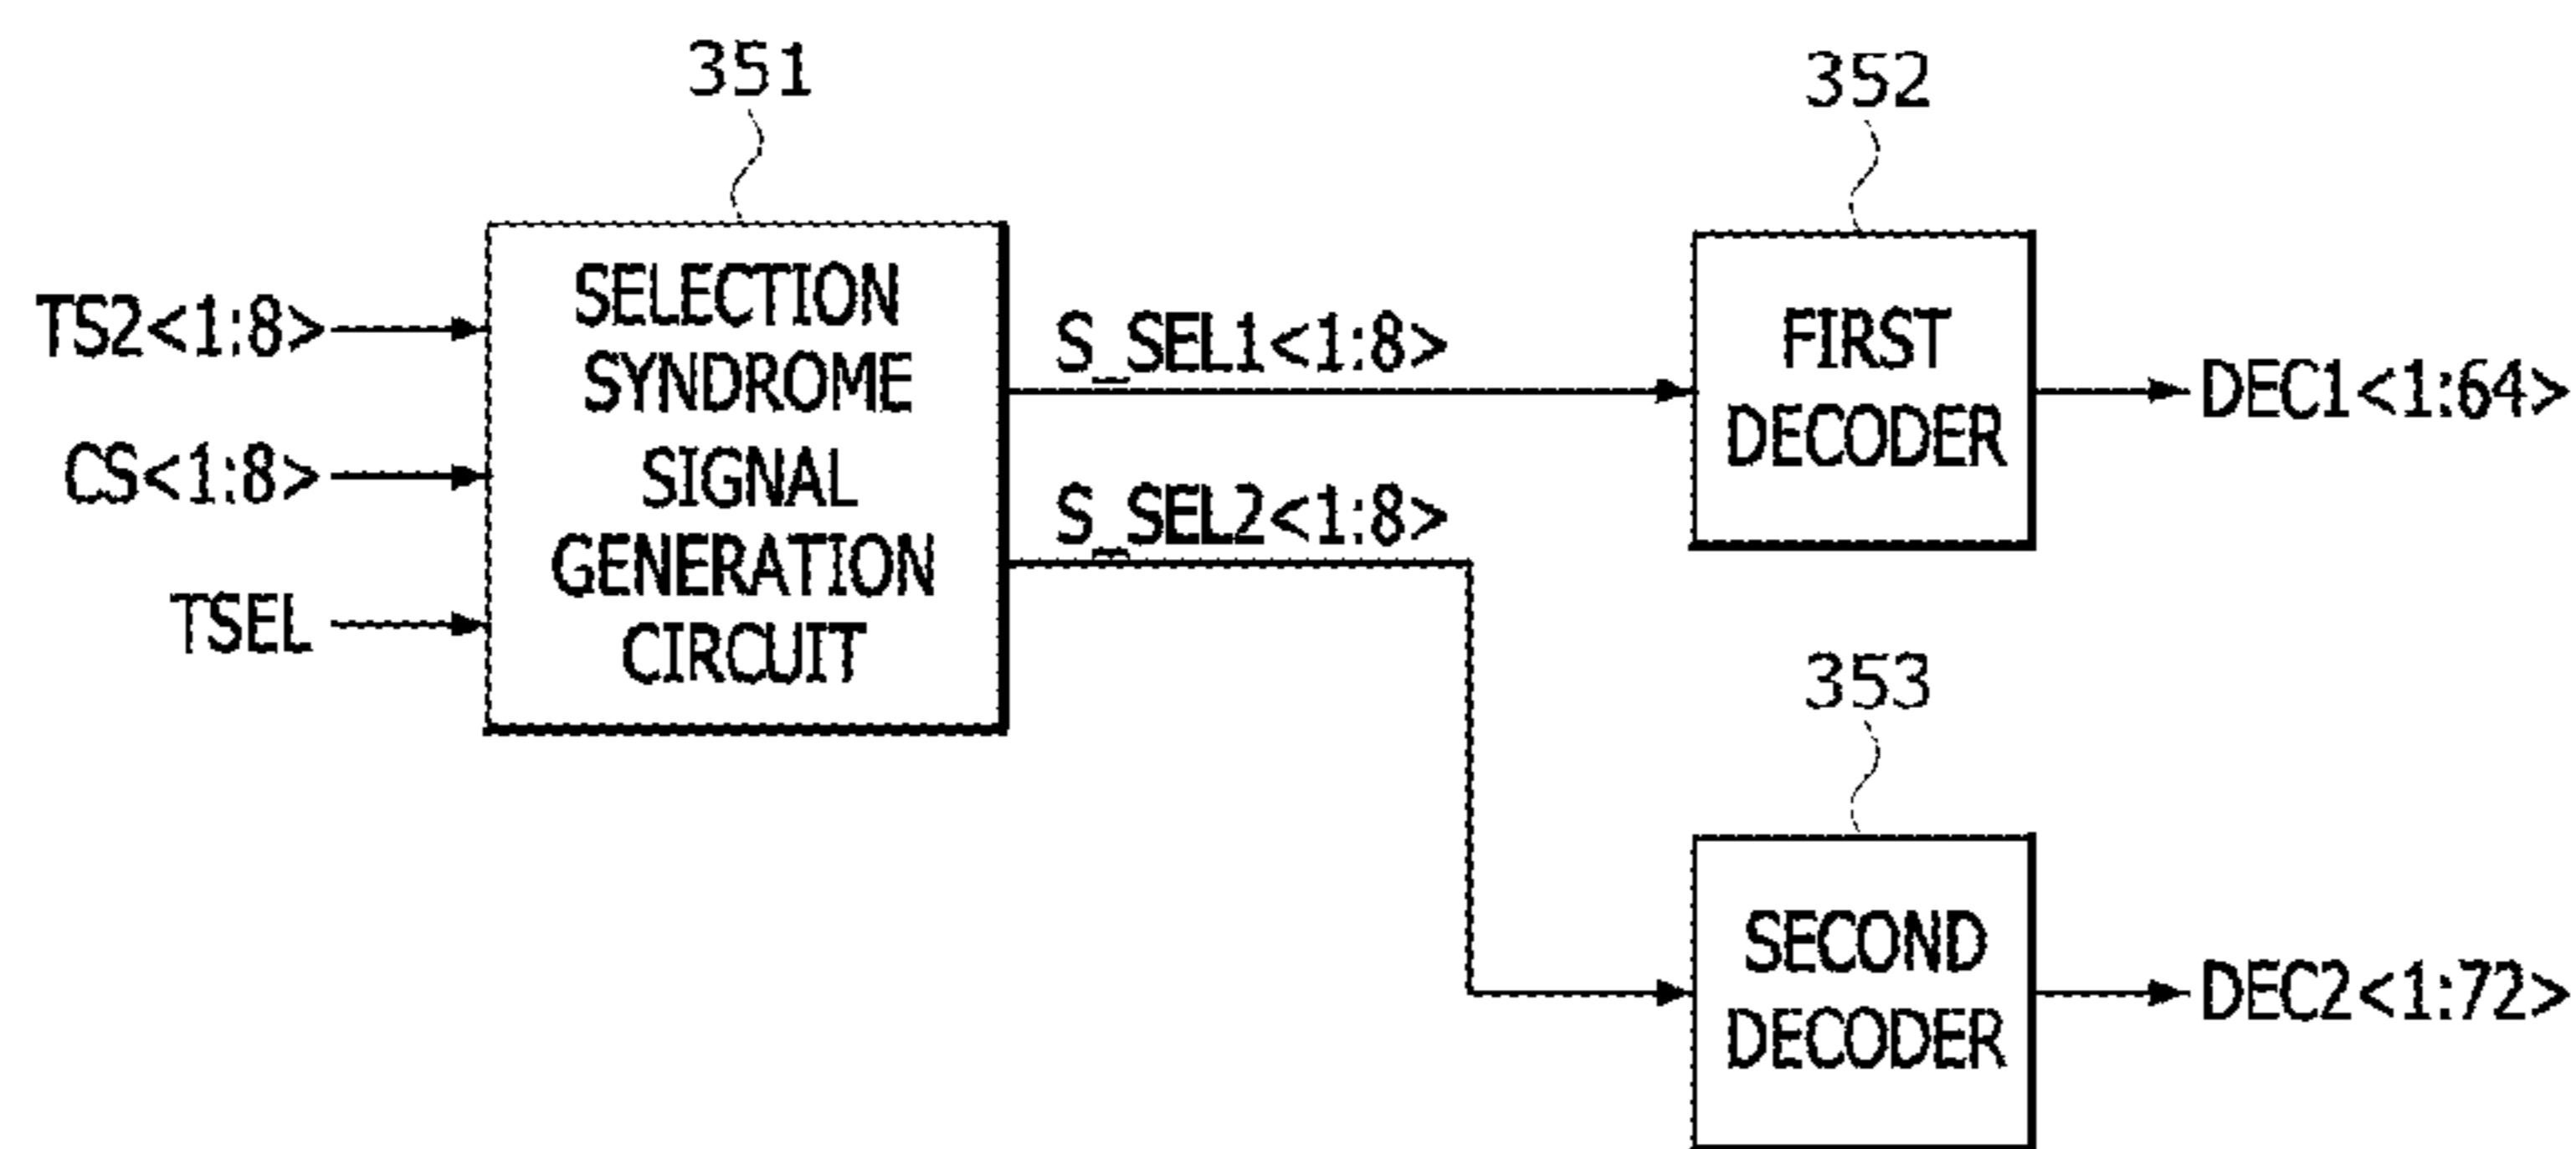 351
352
TS2<1:8>
CS<1:8>
TSEL
SELECTION
SYNDROME
SIGNAL
GENERATION
CIRCUIT
S_SEL1<1:8>
S_SEL2<1:8>
FIRST
DECODER
DEC1<1:64>
353
SECOND
DECODER
DEC2<1:72>